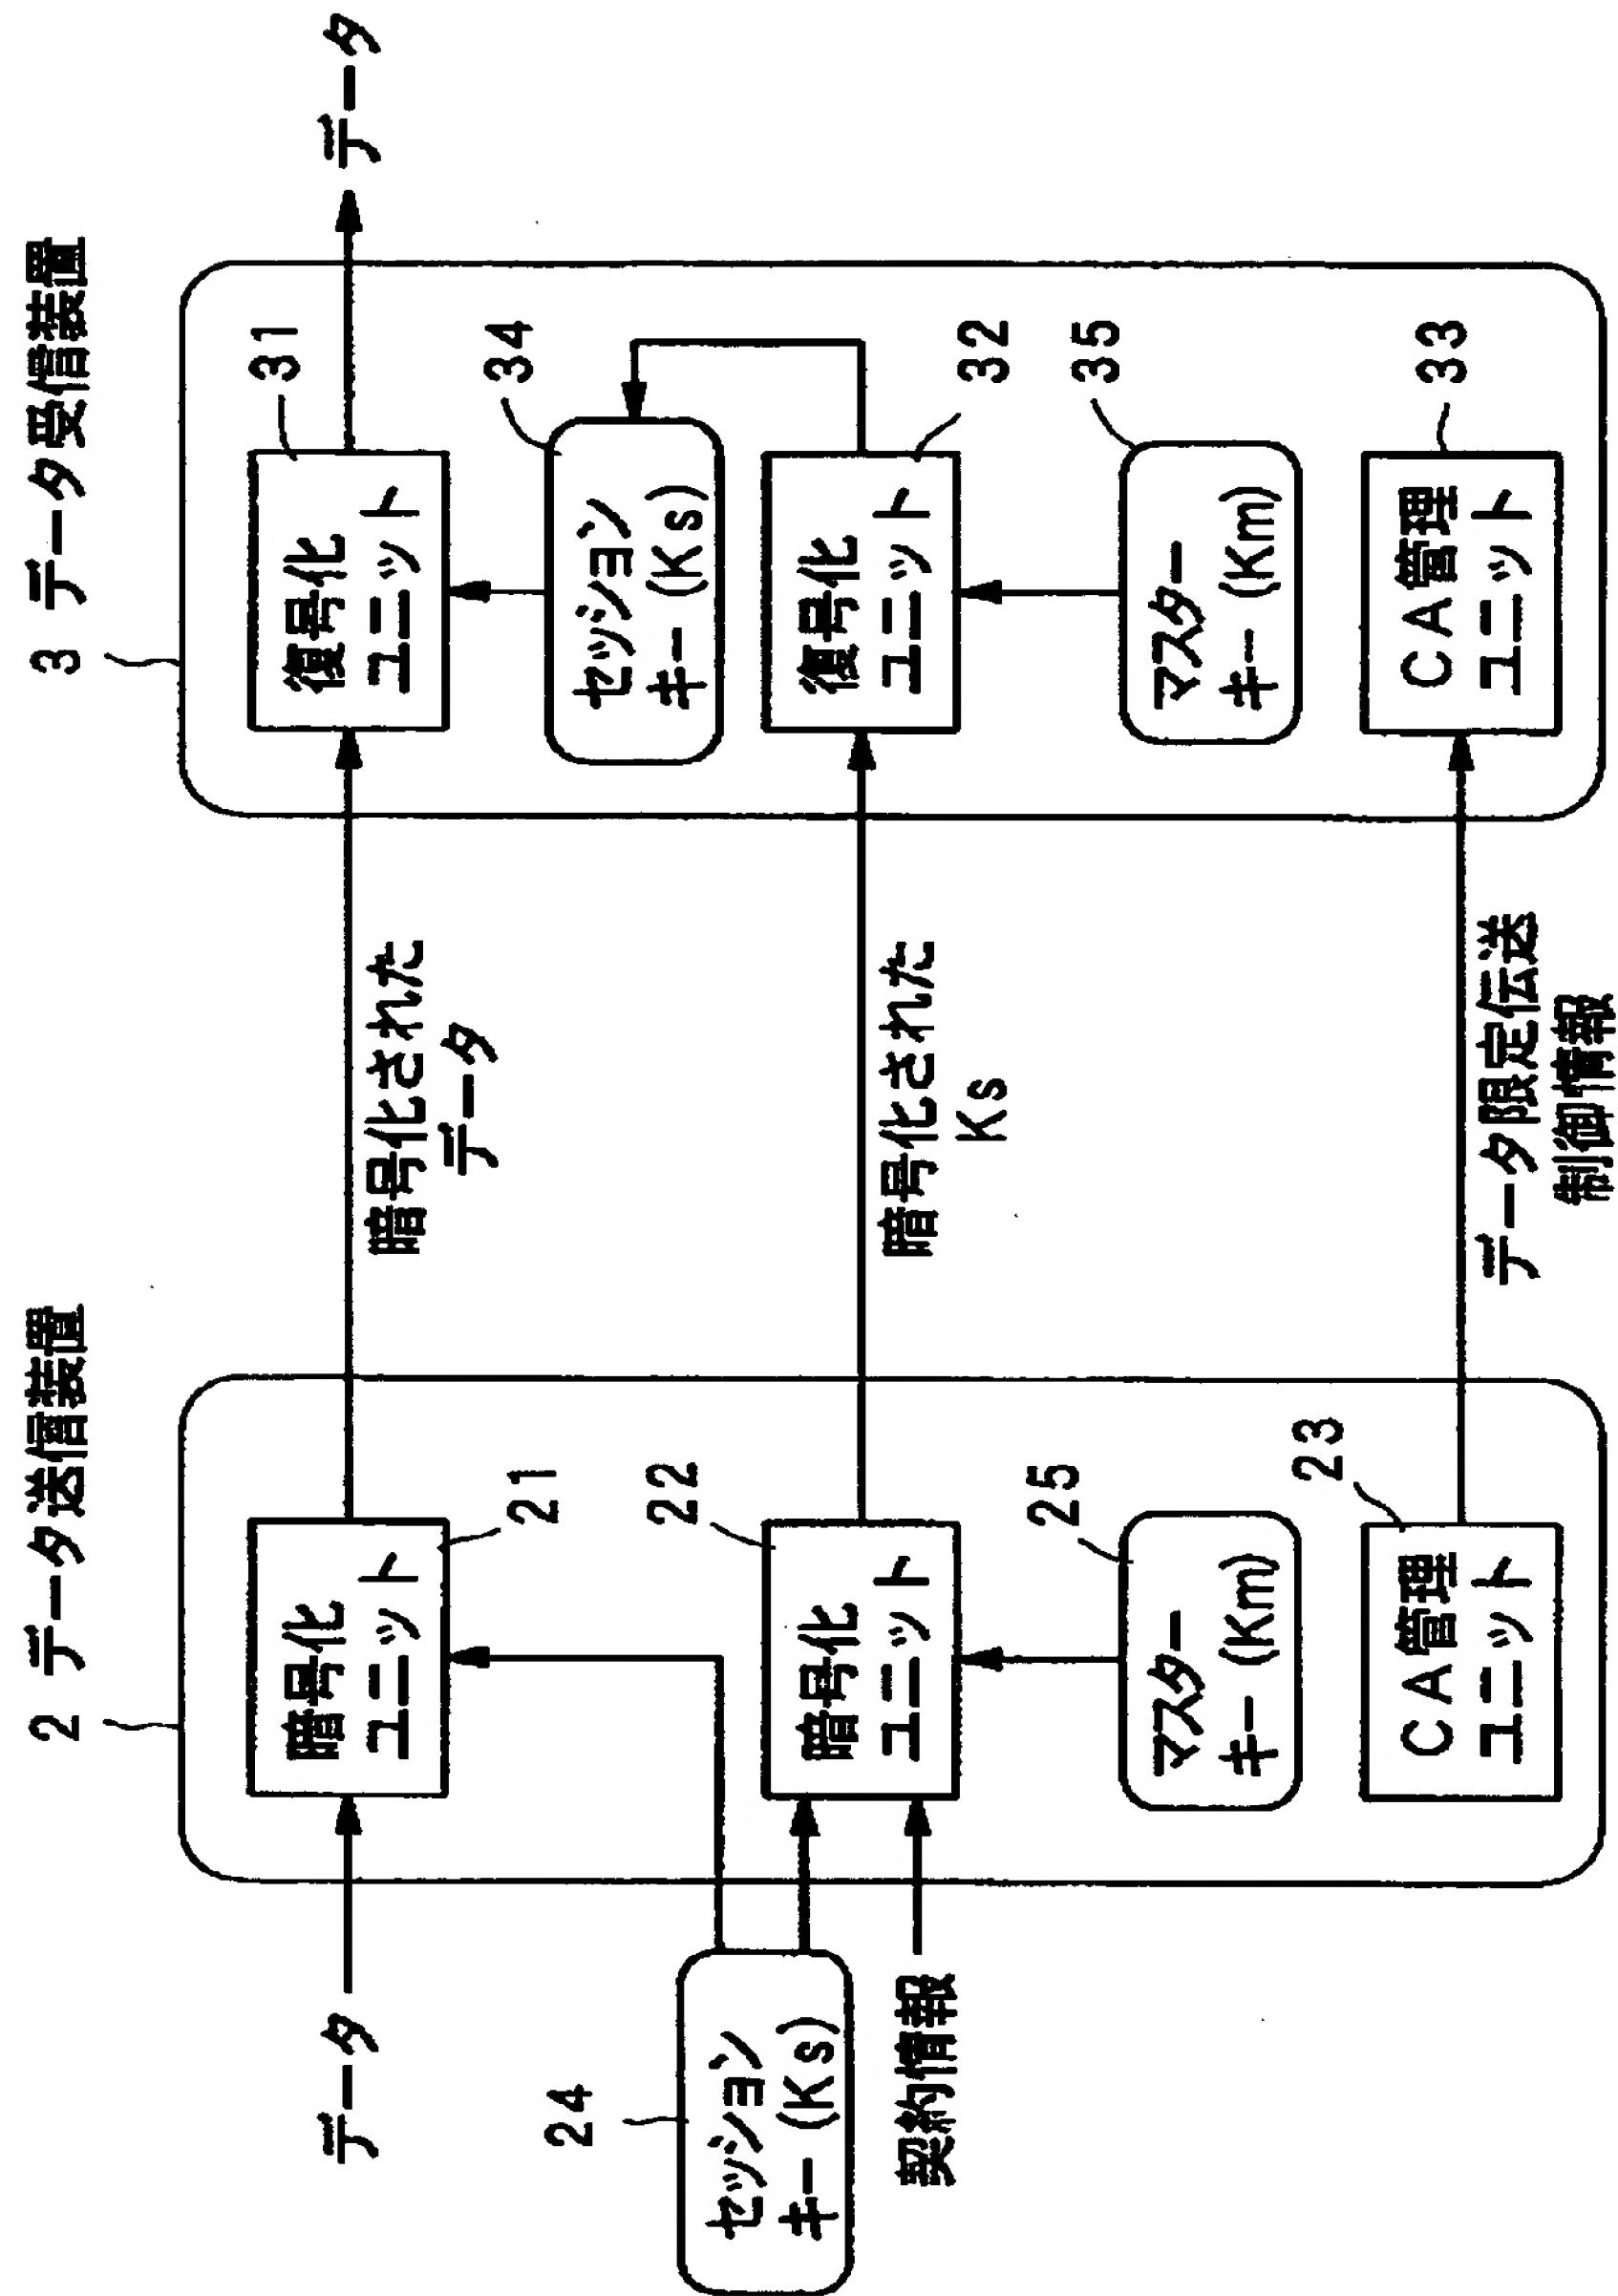 2 データ送信装置
3 データ受信装置
データ
暗号化
ユニット
21
暗号化された
データ
復号化
ユニット
31
データ
24
セッション
キー (Ks)
契約情報
22
暗号化
ユニット
暗号化された
Ks
34
セッション
キー (Ks)
復号化
ユニット
32
25
マスター
キー (Km)
35
マスター
キー (Km)
23
CA管理
ユニット
データ限定伝送
制御情報
33
CA管理
ユニット